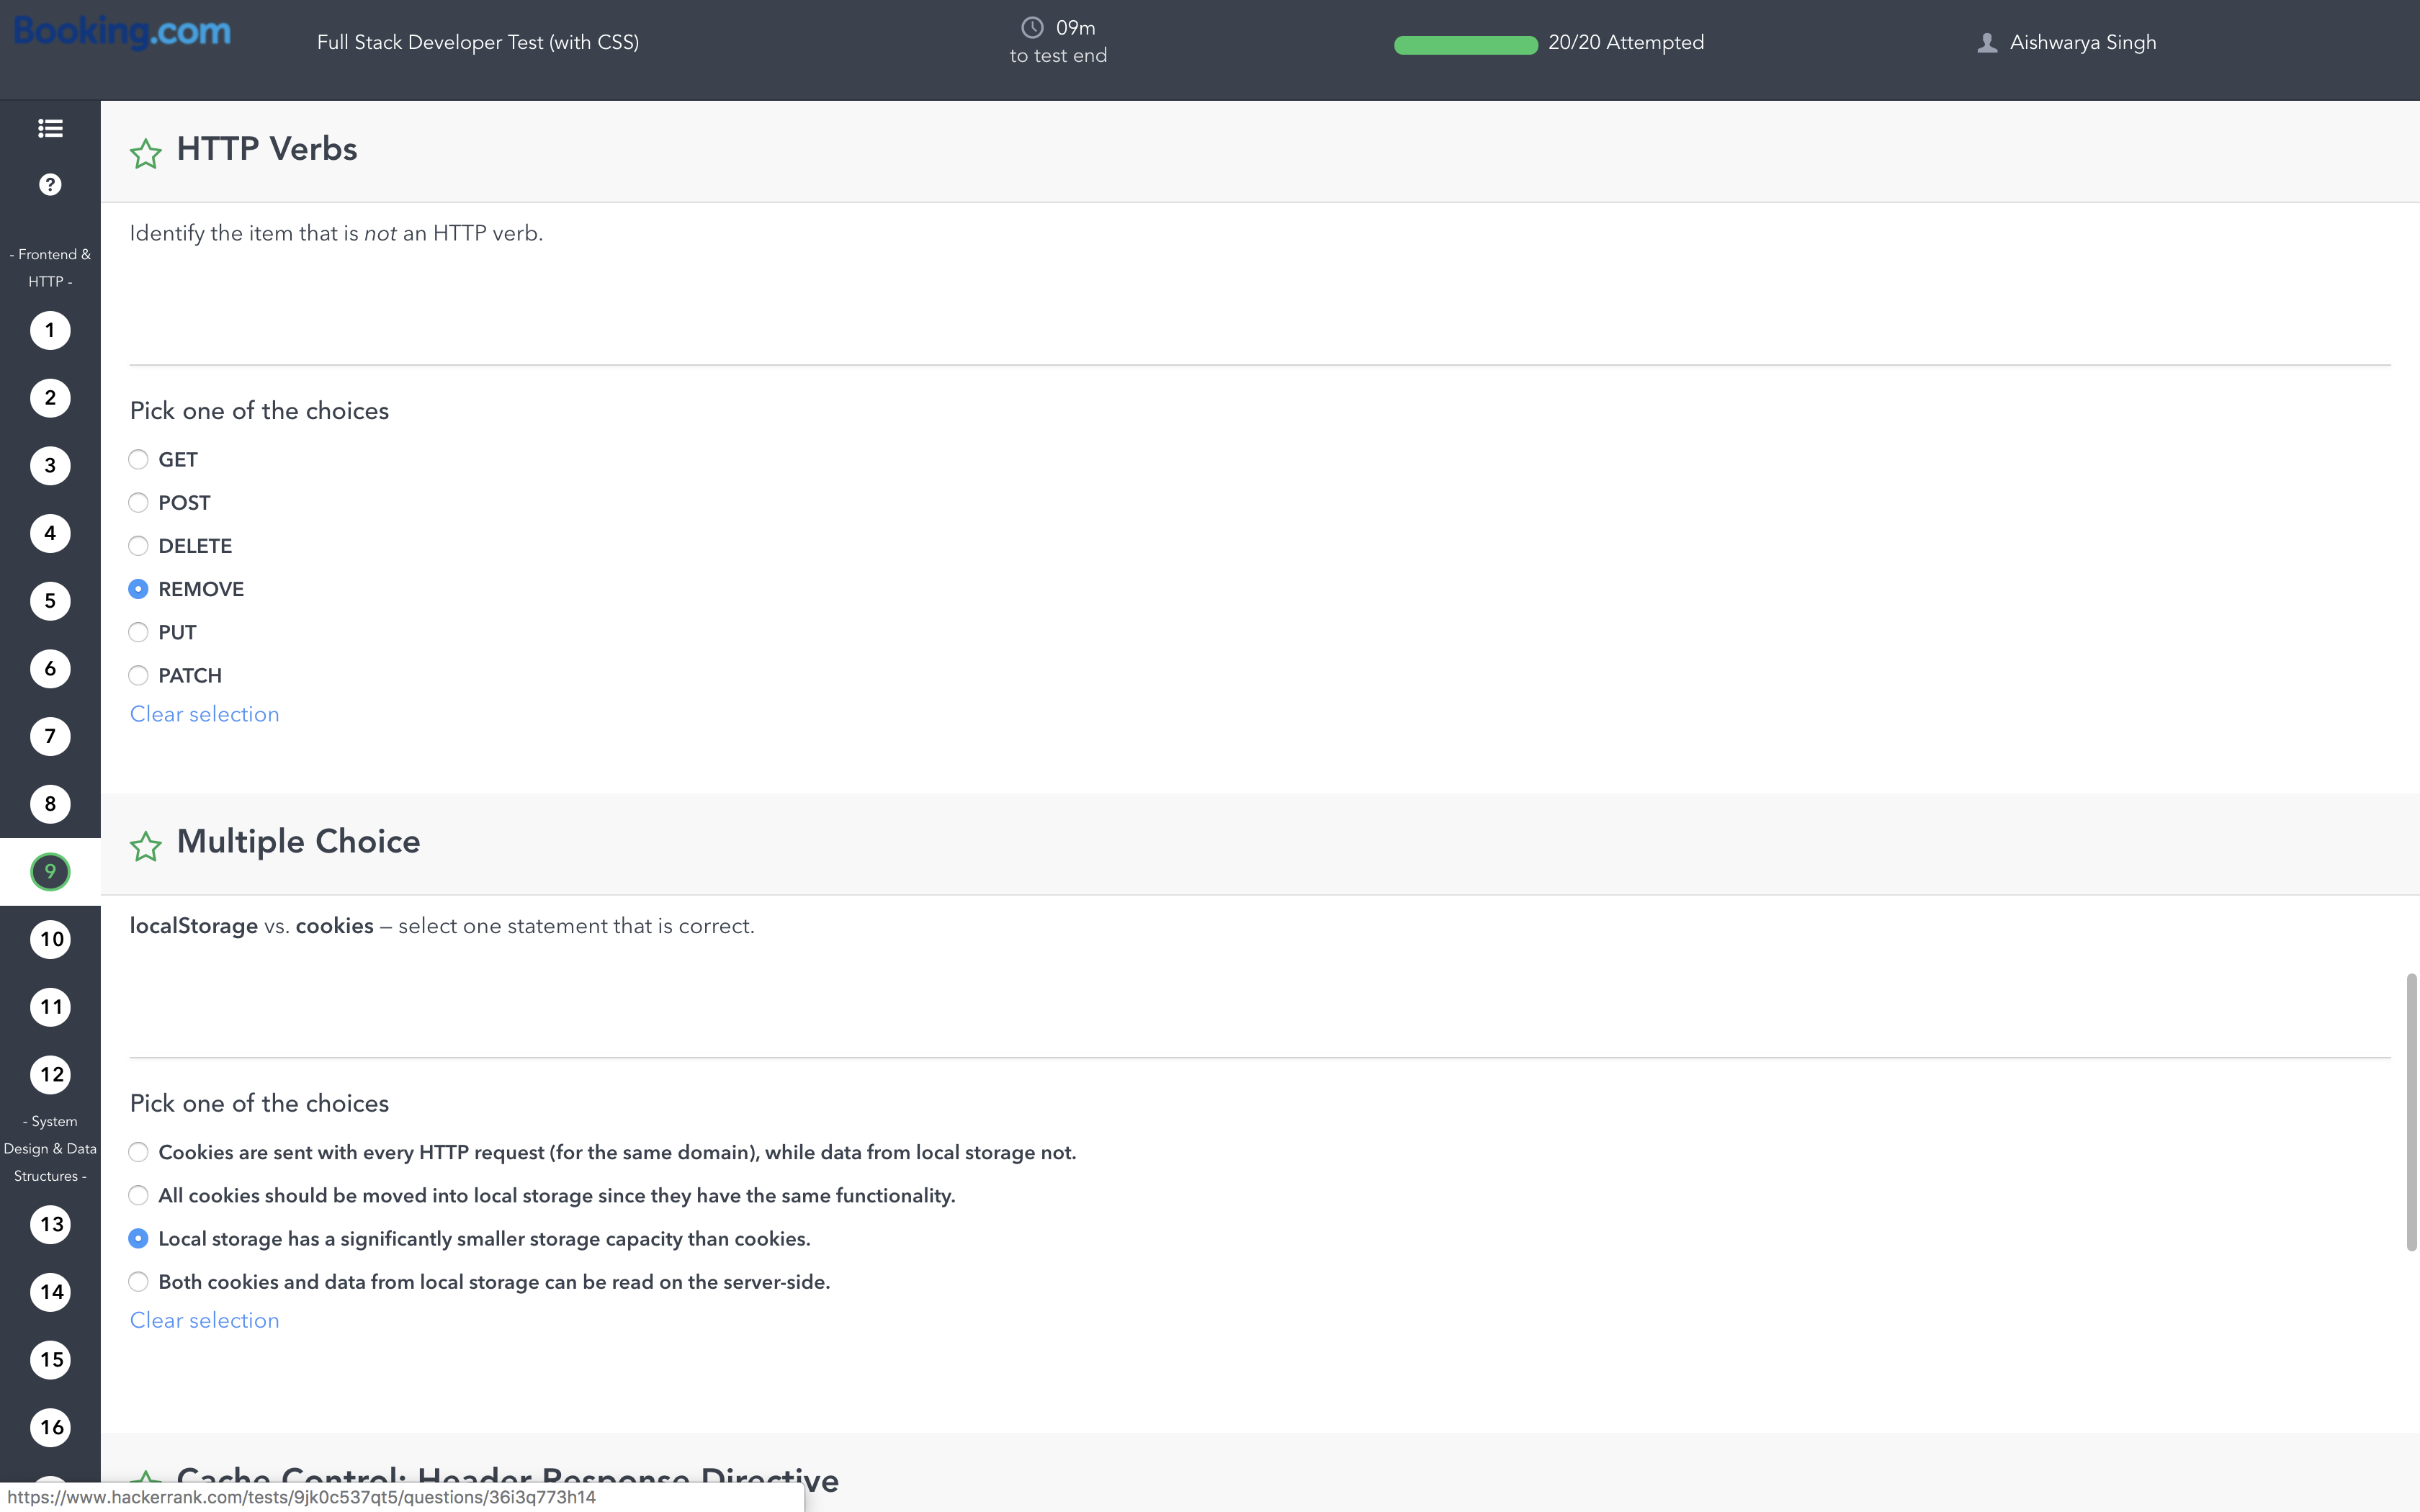 Booking.com
Full Stack Developer Test (with CSS)
09m
to test end
20/20 Attempted
Aishwarya Singh
- Frontend &
HTTP -
1
2
3
4
5
6
7
8
9
10
11
12
- System
Design & Data
Structures -
13
14
15
16
HTTP Verbs
Identify the item that is not an HTTP verb.
Pick one of the choices
GET
POST
DELETE
REMOVE
PUT
PATCH
Clear selection
Multiple Choice
localStorage vs. cookies – select one statement that is correct.
Pick one of the choices
Cookies are sent with every HTTP request (for the same domain), while data from local storage not.
All cookies should be moved into local storage since they have the same functionality.
Local storage has a significantly smaller storage capacity than cookies.
Both cookies and data from local storage can be read on the server-side.
Clear selection
Cache Control: Header Response Directive
https://www.hackerrank.com/tests/9jk0c537qt5/questions/36i3q773h14